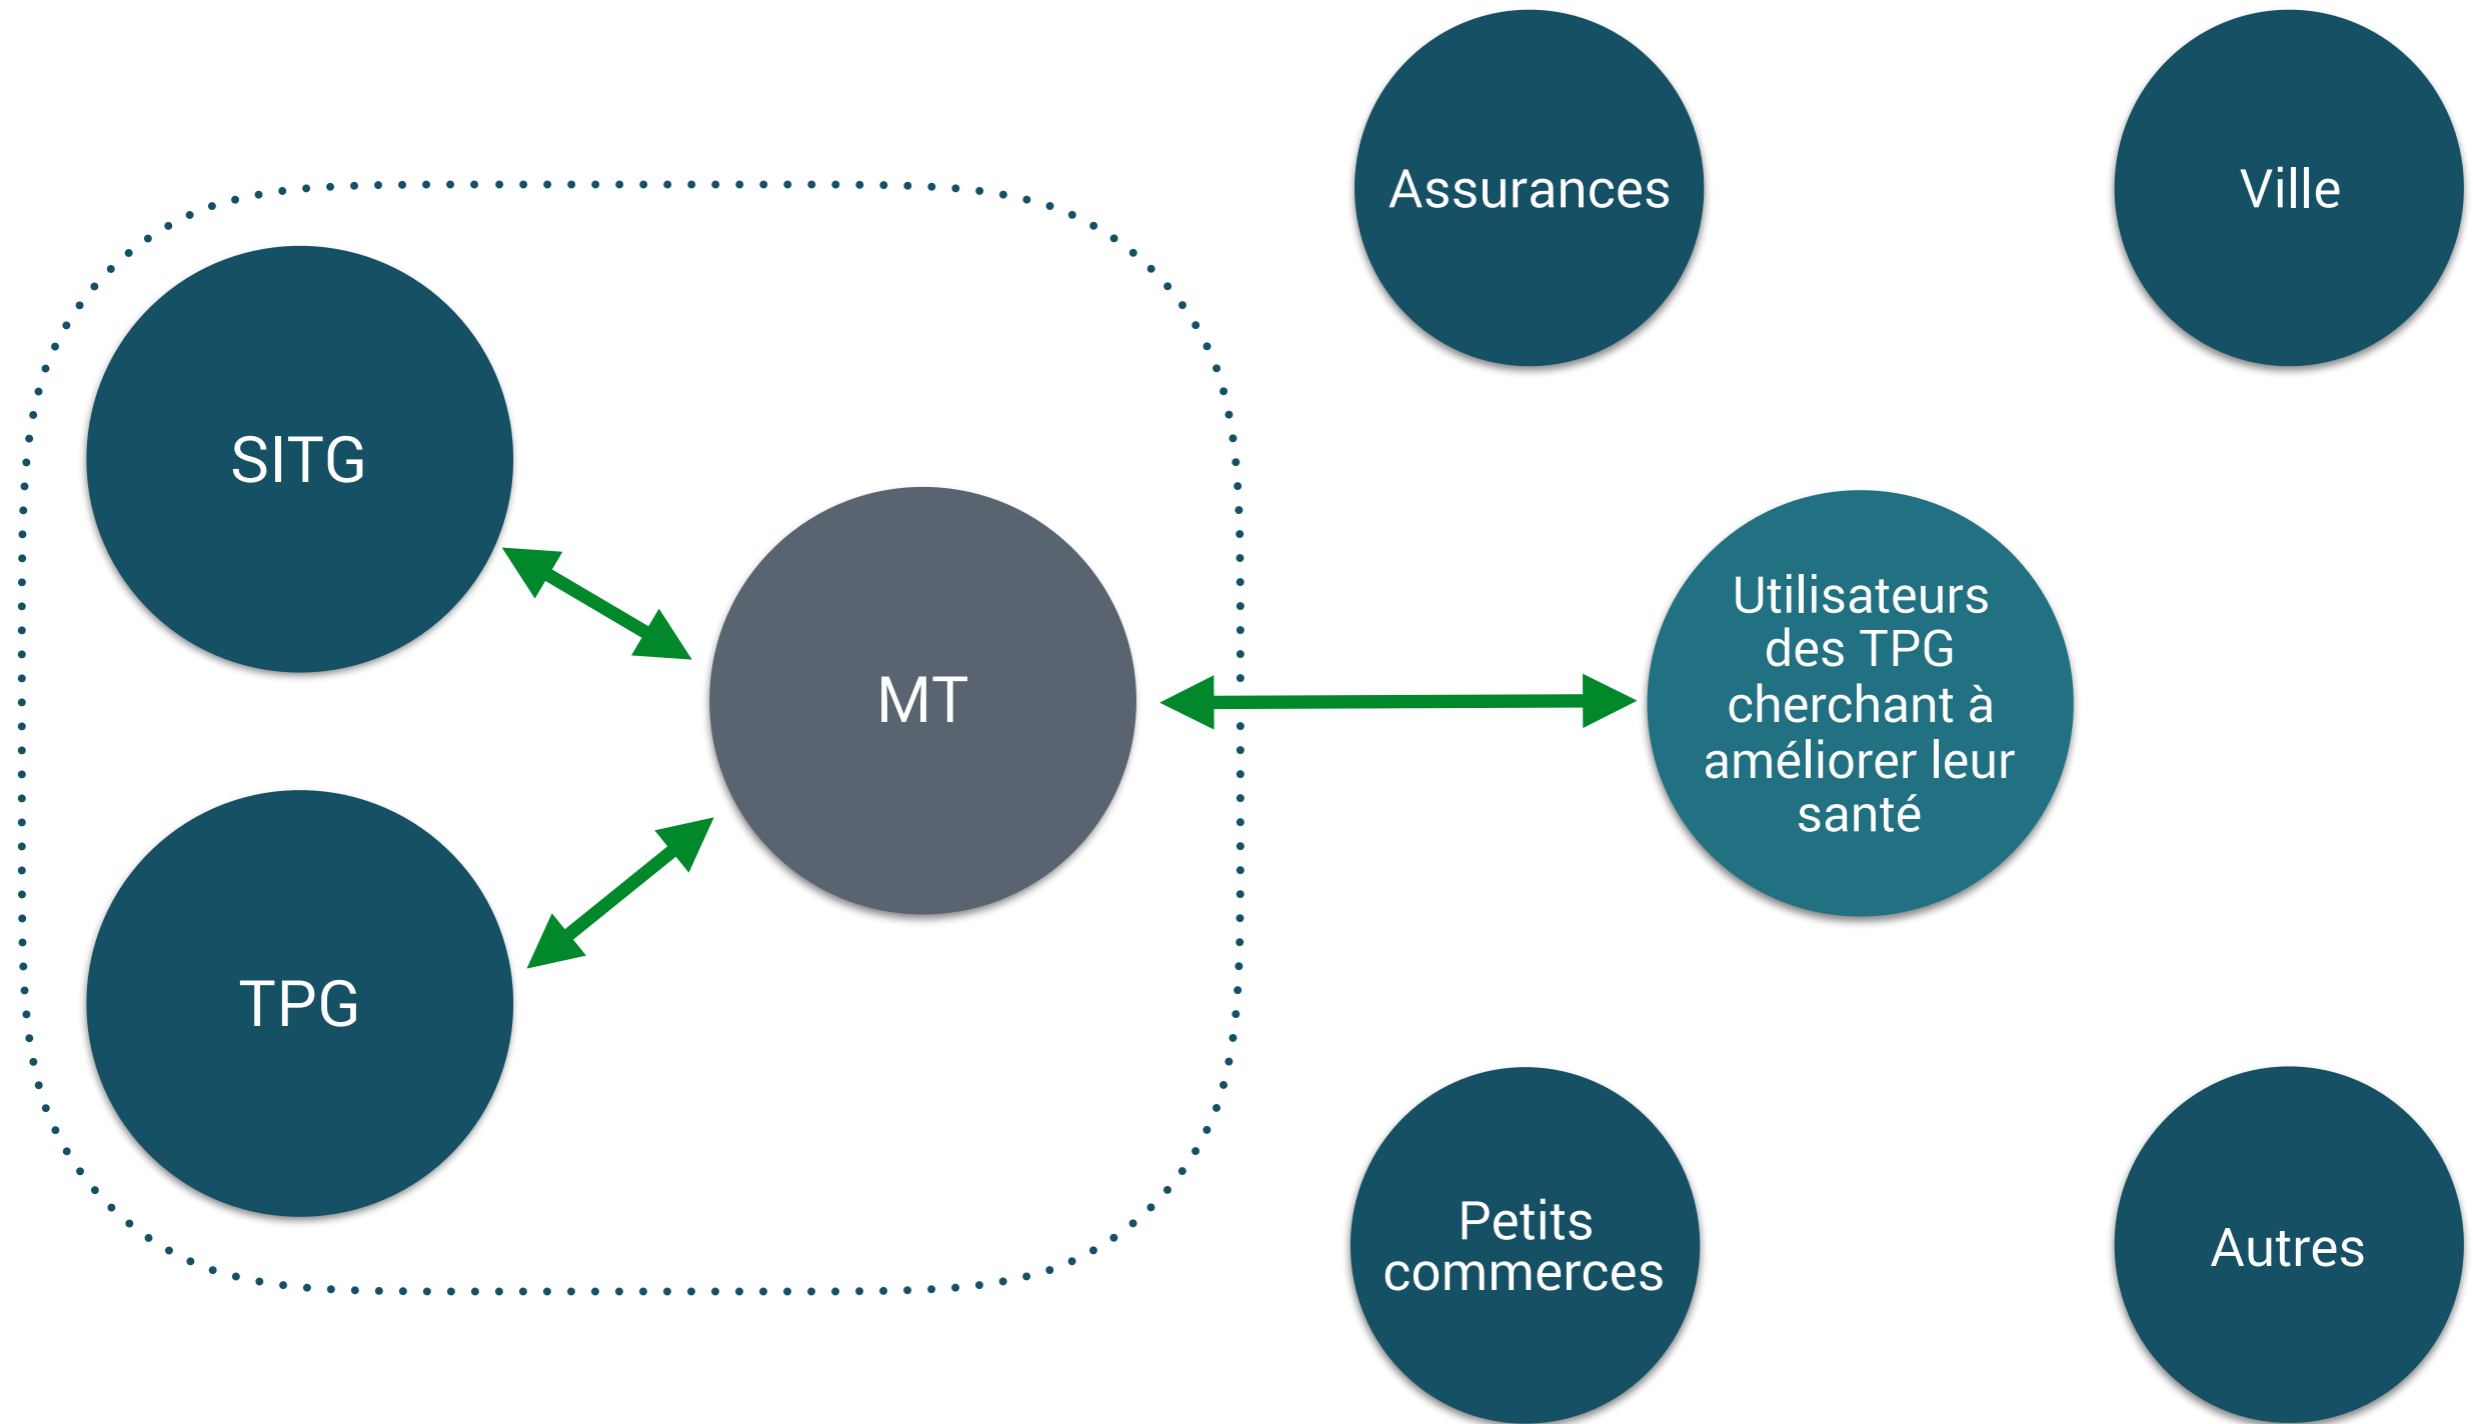 Assurances
Ville
SITG
MT
Utilisateurs
des TPG
cherchant à
améliorer leur
santé
TPG
Petits
commerces
Autres